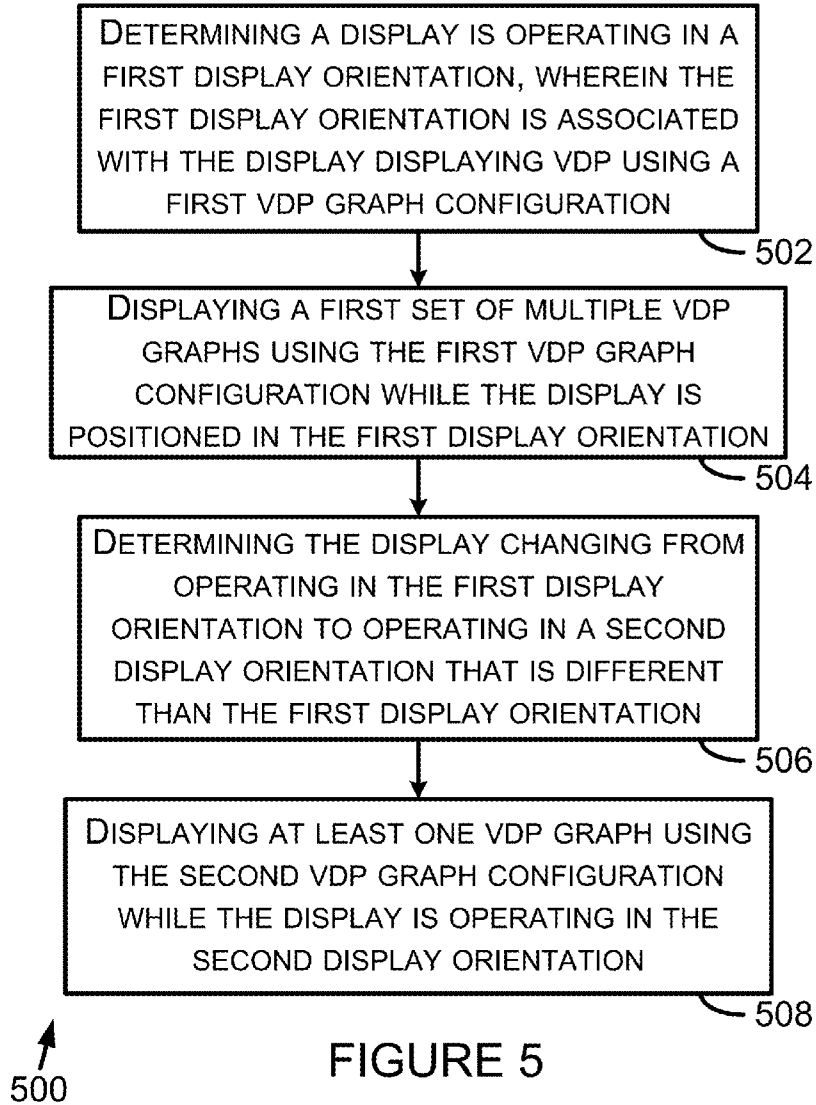 DETERMINING A DISPLAY IS OPERATING IN A
FIRST DISPLAY ORIENTATION, WHEREIN THE
FIRST DISPLAY ORIENTATION IS ASSOCIATED
WITH THE DISPLAY DISPLAYING VDP USING A
FIRST VDP GRAPH CONFIGURATION
502
DISPLAYING A FIRST SET OF MULTIPLE VDP
GRAPHS USING THE FIRST VDP GRAPH
CONFIGURATION WHILE THE DISPLAY IS
POSITIONED IN THE FIRST DISPLAY ORIENTATION
504
DETERMINING THE DISPLAY CHANGING FROM
OPERATING IN THE FIRST DISPLAY
ORIENTATION TO OPERATING IN A SECOND
DISPLAY ORIENTATION THAT IS DIFFERENT
THAN THE FIRST DISPLAY ORIENTATION
506
DISPLAYING AT LEAST ONE VDP GRAPH USING
THE SECOND VDP GRAPH CONFIGURATION
WHILE THE DISPLAY IS OPERATING IN THE
SECOND DISPLAY ORIENTATION
508
500
FIGURE 5